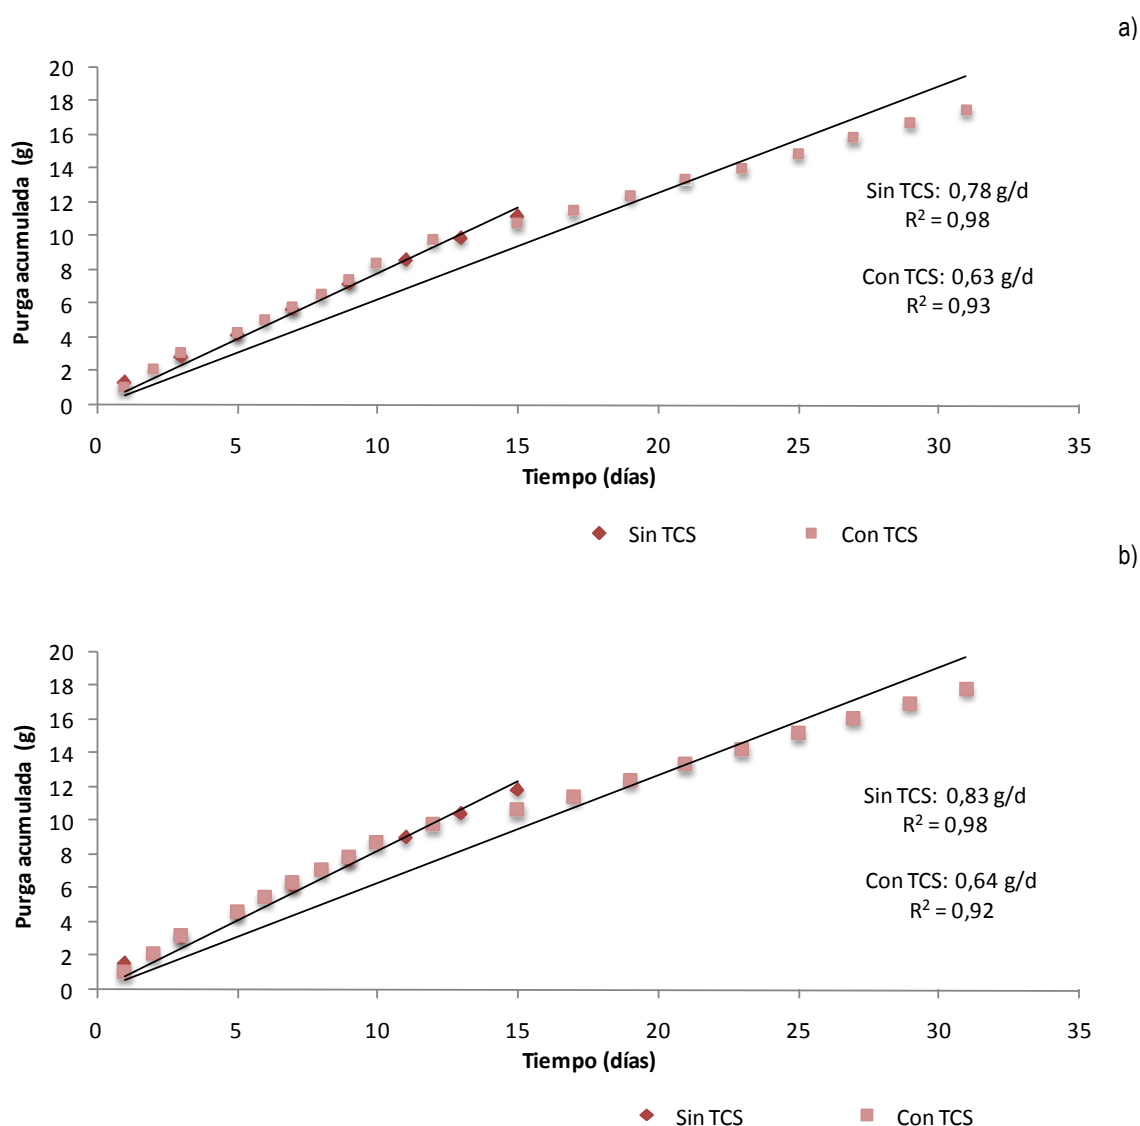 a)
20
18
16
14
12
10
8
6
4
2
0
Purga acumulada (g)
Sin TCS: 0,78 g/d
R² = 0,98
Con TCS: 0,63 g/d
R² = 0,93
0 5 10 15 20 25 30 35
Tiempo (días)
Sin TCS Con TCS
b)
20
18
16
14
12
10
8
6
4
2
0
Purga acumulada (g)
Sin TCS: 0,83 g/d
R² = 0,98
Con TCS: 0,64 g/d
R² = 0,92
0 5 10 15 20 25 30 35
Tiempo (días)
Sin TCS Con TCS